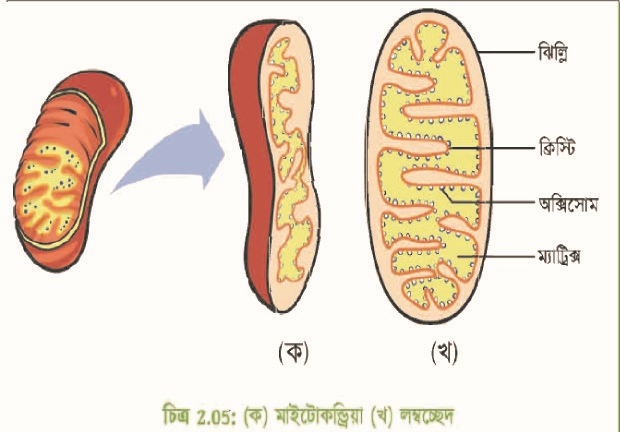 ঝিল্লি
ক্রিস্টি
অক্সিসোম
ম্যাট্রিক্স
(ক) (খ)
চিত্র 2.05: (ক) মাইটোকন্ড্রিয়া (খ) লম্বচ্ছেদ